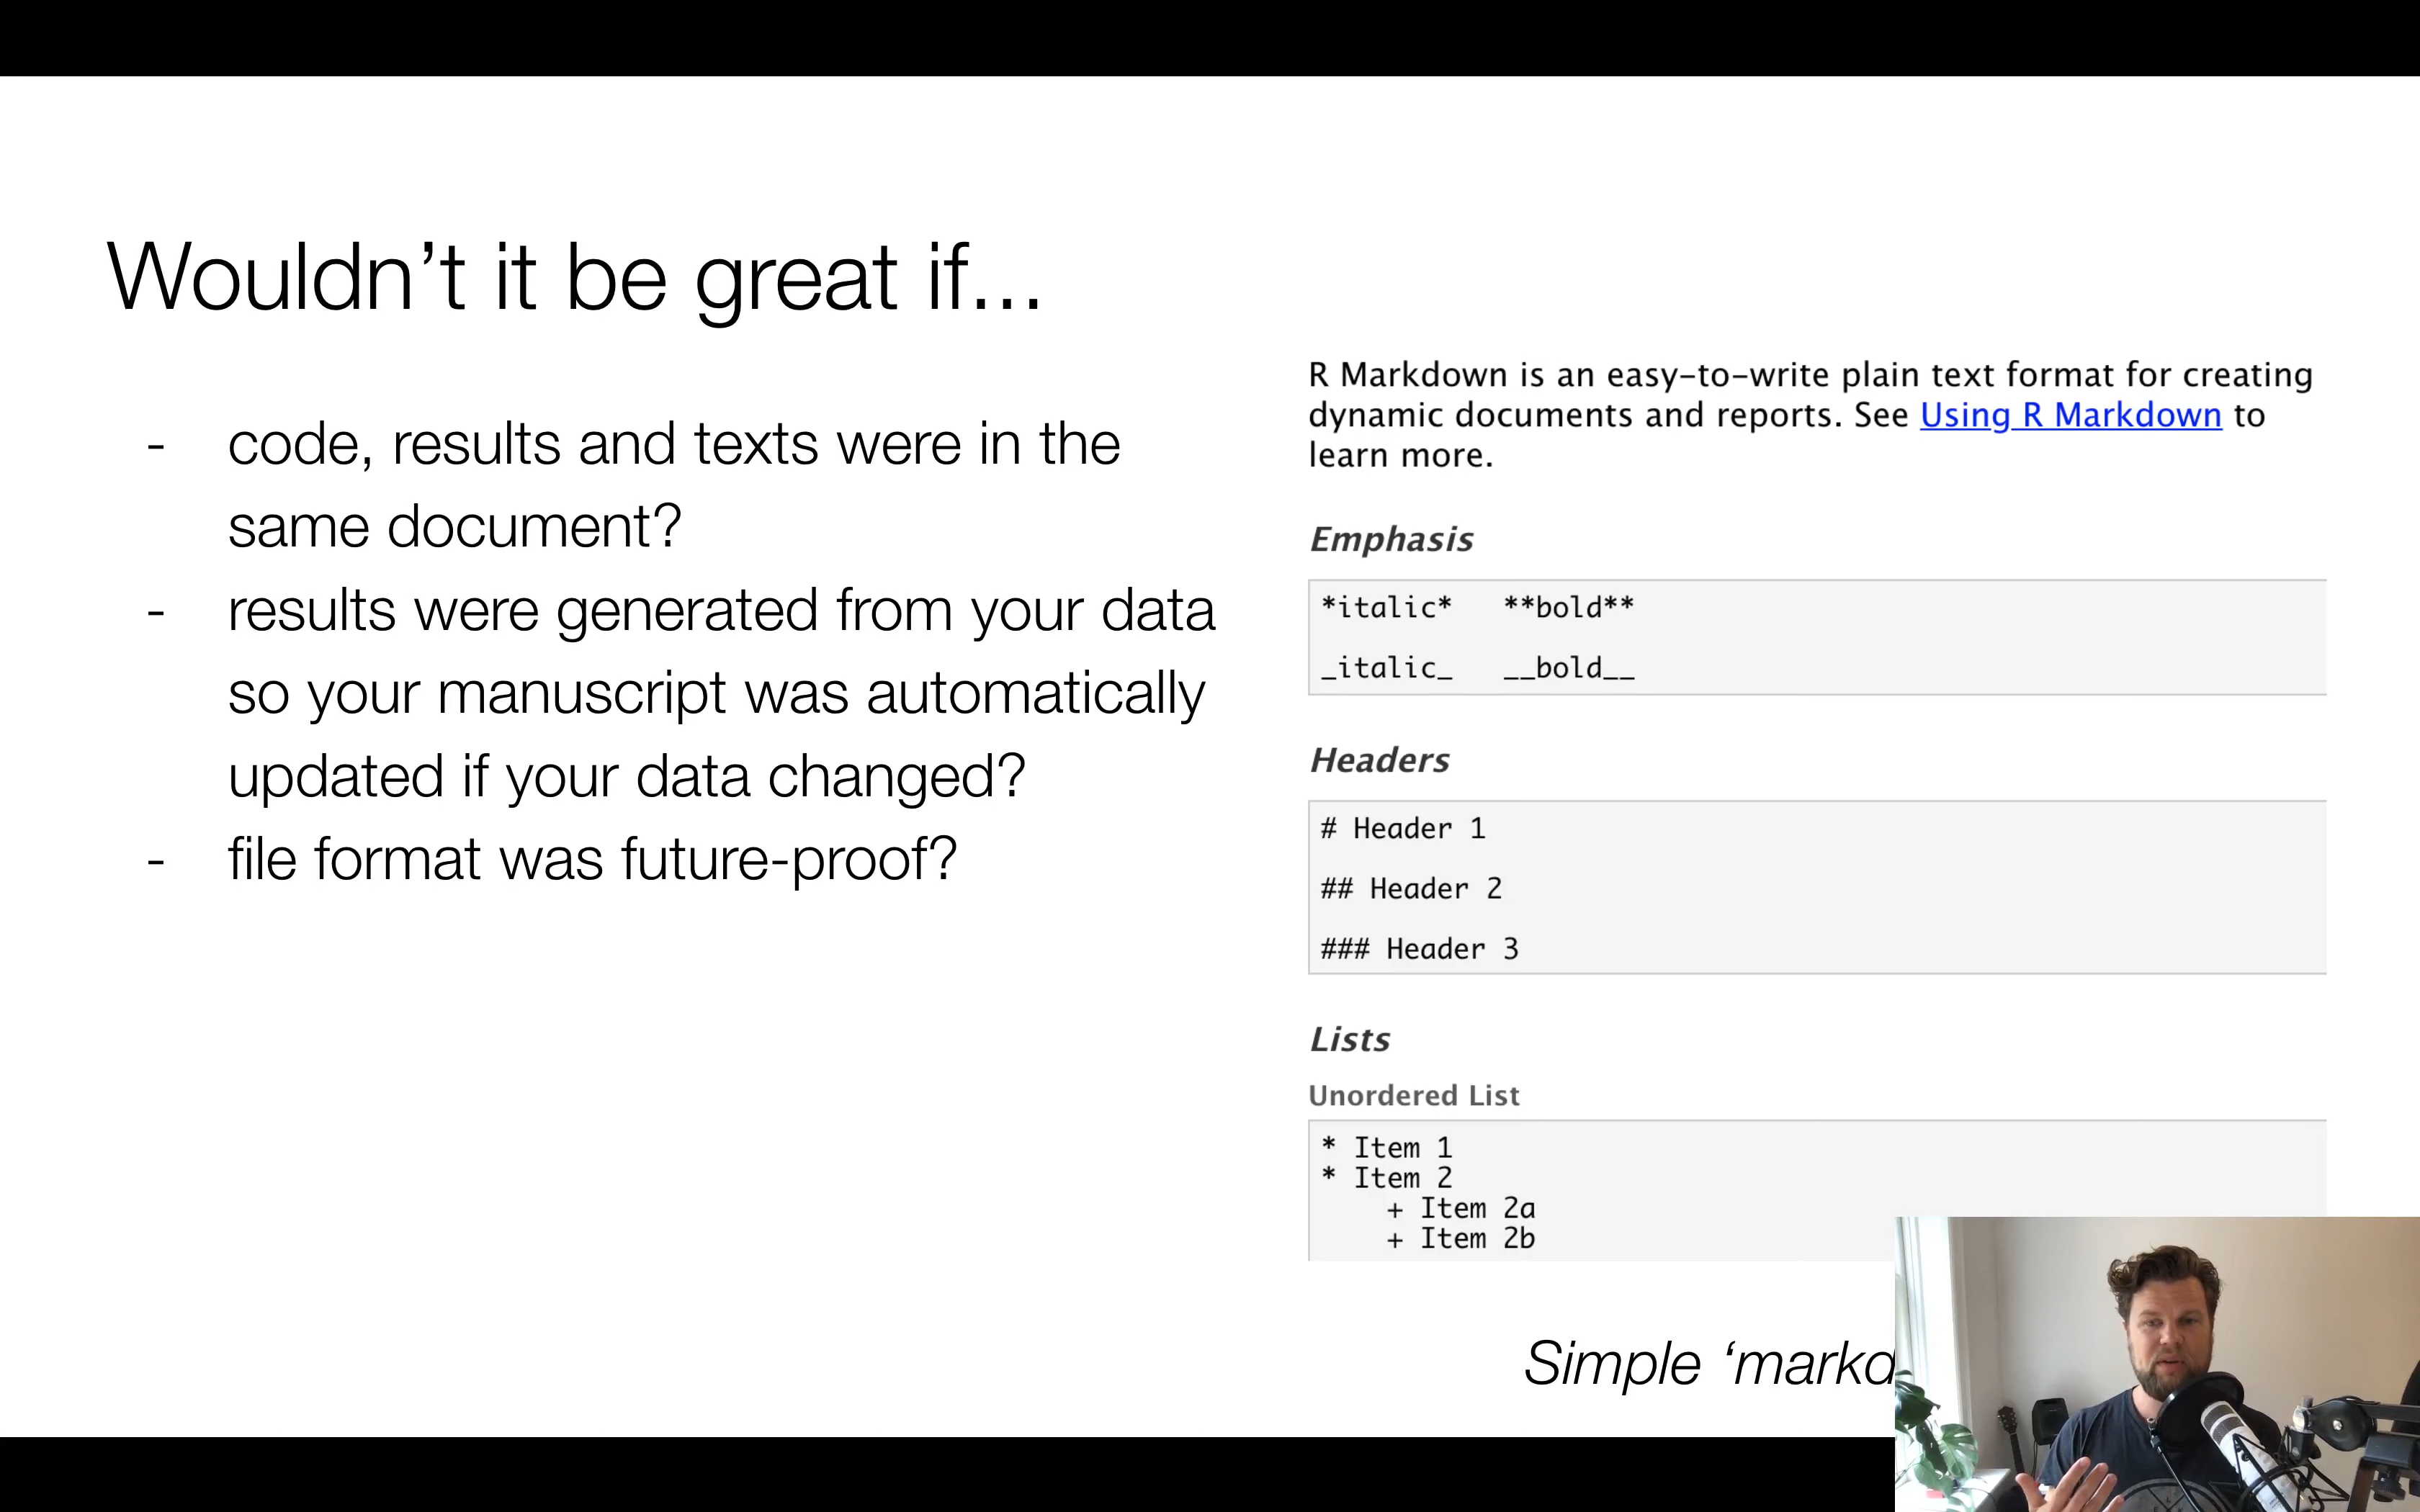 Wouldn’t it be great if...
- code, results and texts were in the
same document?
- results were generated from your data
so your manuscript was automatically
updated if your data changed?
- file format was future-proof?
R Markdown is an easy-to-write plain text format for creating
dynamic documents and reports. See Using R Markdown to
learn more.
Emphasis
*italic*   **bold**
_italic_   __bold__
Headers
# Header 1
## Header 2
### Header 3
Lists
Unordered List
* Item 1
* Item 2
    + Item 2a
    + Item 2b
Simple ‘markd